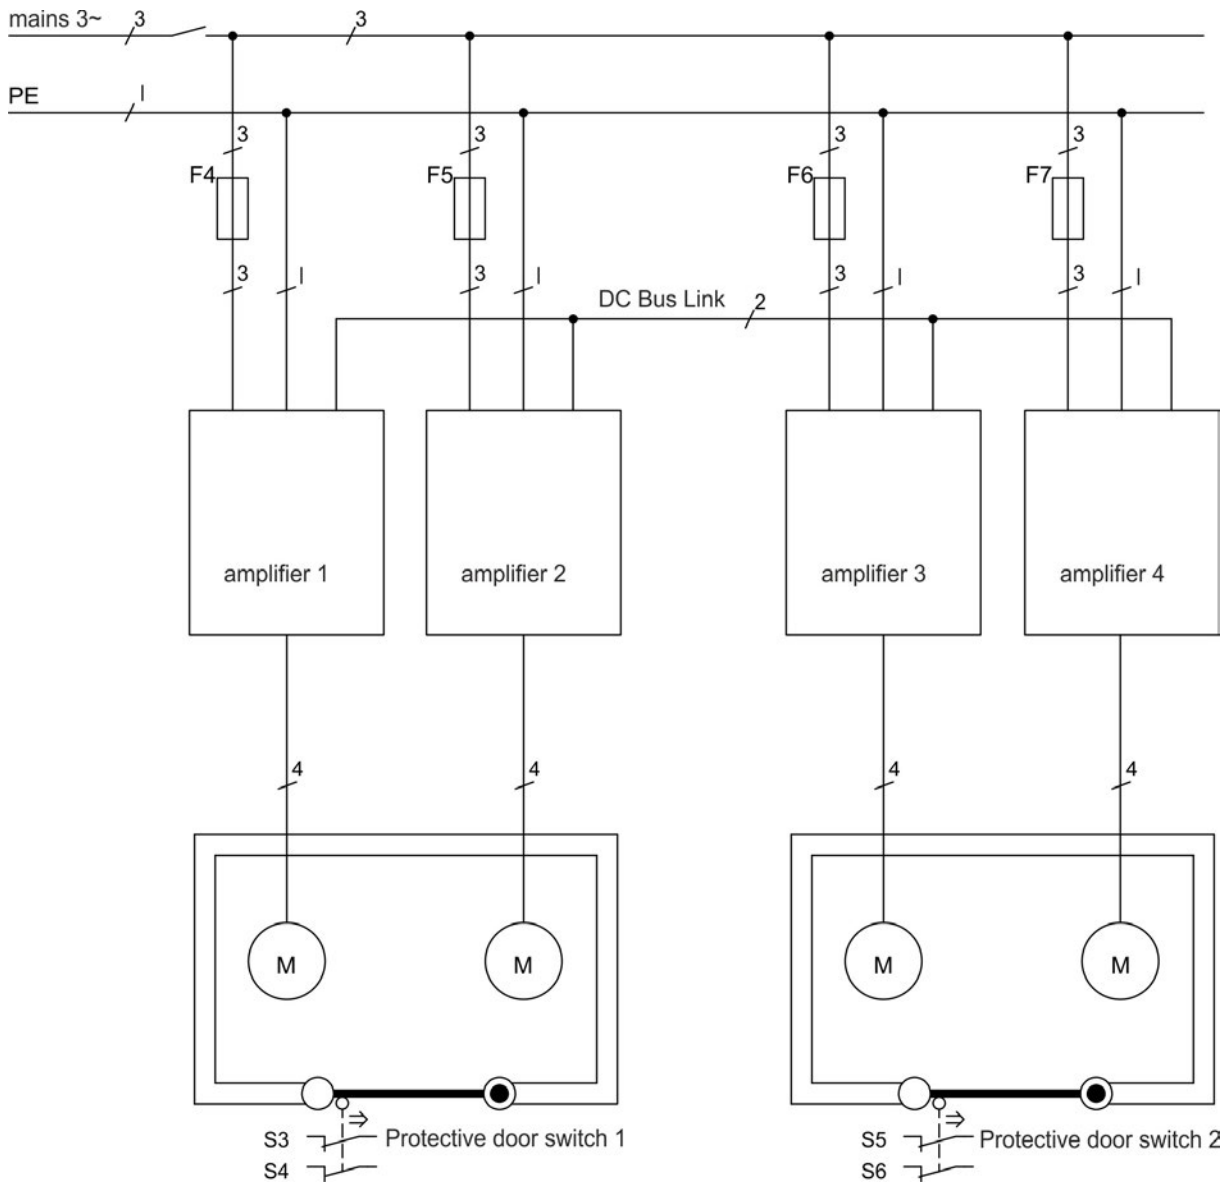 mains 3~ 3 3
PE I
3 3 3 3
F4 F5 F6 F7
3 I 3 I 3 I 3 I
DC Bus Link 2
amplifier 1 amplifier 2 amplifier 3 amplifier 4
4 4 4 4
M M M M
S3 Protective door switch 1 S5 Protective door switch 2
S4 S6